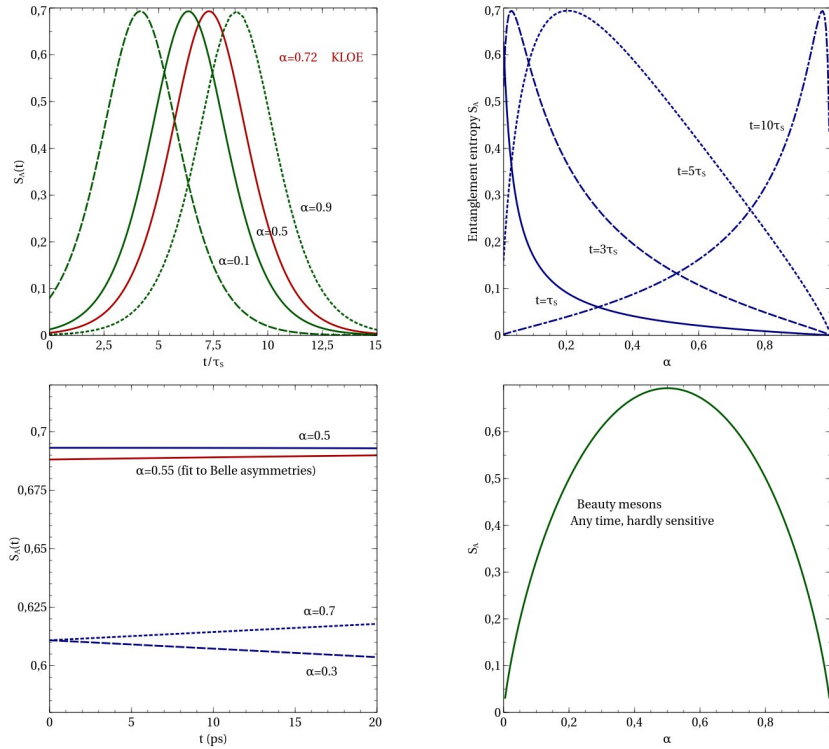 0,7
0,6
0,5
0,4
0,3
0,2
0,1
0
S_A(t)
α=0.72 KLOE
α=0.9
α=0.5
α=0.1
0 2,5 5 7,5 10 12,5 15
t/τ_S
0,7
0,6
0,5
0,4
0,3
0,2
0,1
0
Entanglement entropy S_A
t=10τ_S
t=5τ_S
t=3τ_S
t=τ_S
0,2 0,4 0,6 0,8
α
0,7
0,675
0,65
0,625
0,6
S_A(t)
α=0.5
α=0.55 (fit to Belle asymmetries)
α=0.7
α=0.3
0 5 10 15 20
t (ps)
0,6
0,5
0,4
0,3
0,2
0,1
0
S_A
Beauty mesons
Any time, hardly sensitive
0 0,2 0,4 0,6 0,8
α